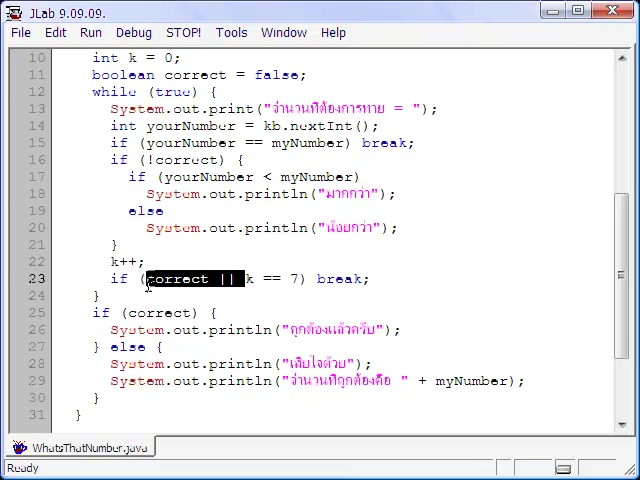 JLab 9.09.09.
File Edit Run Debug STOP! Tools Window Help
10 int k = 0;
11 boolean correct = false;
12 while (true) {
13 System.out.print("จำนวนที่ต้องการทาย = ");
14 int yourNumber = kb.nextInt();
15 if (yourNumber == myNumber) break;
16 if (!correct) {
17 if (yourNumber < myNumber)
18 System.out.println("มากกว่า");
19 else
20 System.out.println("น้อยกว่า");
21 }
22 k++;
23 if (correct || k == 7) break;
24 }
25 if (correct) {
26 System.out.println("ถูกต้องแล้วครับ");
27 } else {
28 System.out.println("เสียใจด้วย");
29 System.out.println("จำนวนที่ถูกต้องคือ " + myNumber);
30 }
31 }
WhatsThatNumber.java
Ready